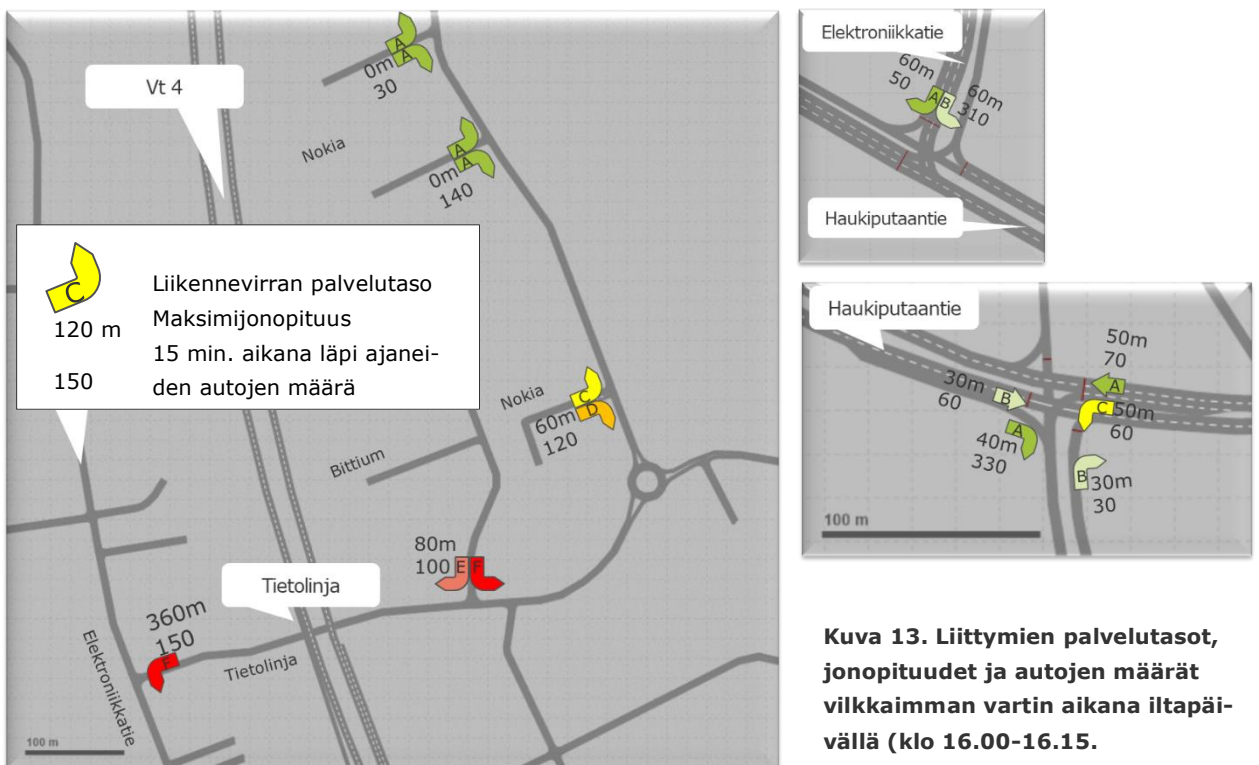 Vt 4
A
A
0m
30
Nokia
A
A
0m
140
C
120 m
150
Liikennevirran palvelutaso
Maksimijonopituus
15 min. aikana läpi ajanei-
den autojen määrä
Nokia
C
D
60m
120
Bittium
80m
100
E
F
Tietolinja
360m
150
F
Tietolinja
Elektroniikkatie
100 m
Elektroniikkatie
60m
50
A
B
60m
310
Haukiputaantie
Haukiputaantie
50m
70
A
30m
60
B
C
50m
60
A
40m
330
B
30m
30
100 m
Kuva 13. Liittymien palvelutasot,
jonopituudet ja autojen määrät
vilkkaimman vartin aikana iltapäi-
vällä (klo 16.00-16.15.